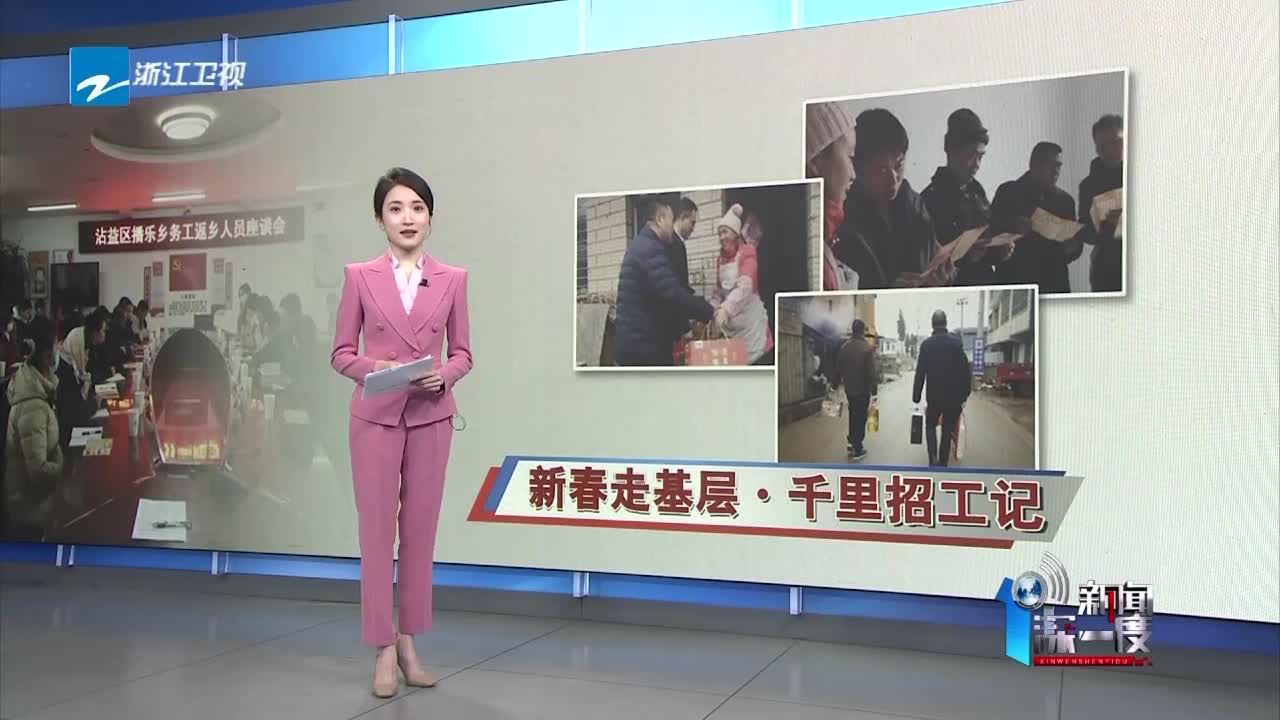 浙江卫视
沾益区播乐乡务工返乡人员座谈会
新春走基层·千里招工记
新闻
深一度
XINWENSHENYIDU